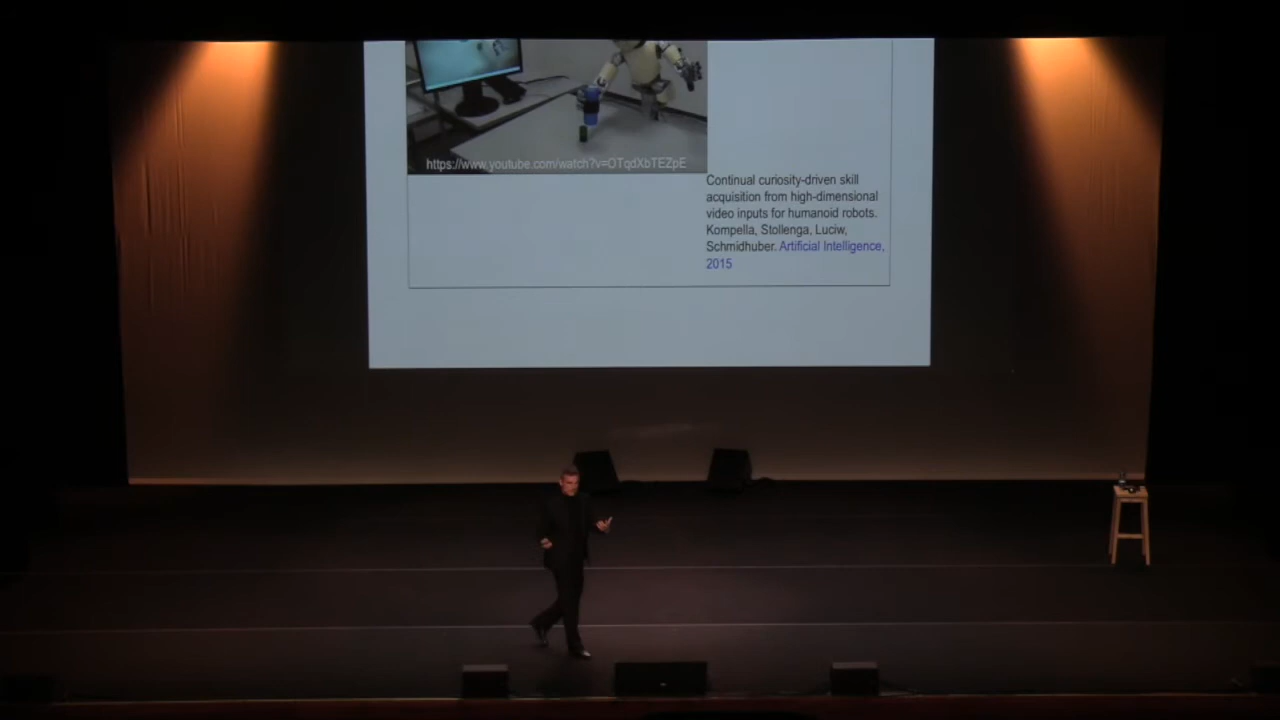 https://www.youtube.com/watch?v=OTqdXbTEZpE
Continual curiosity-driven skill
acquisition from high-dimensional
video inputs for humanoid robots.
Kompella, Stollenga, Luciw,
Schmidhuber. Artificial Intelligence,
2015